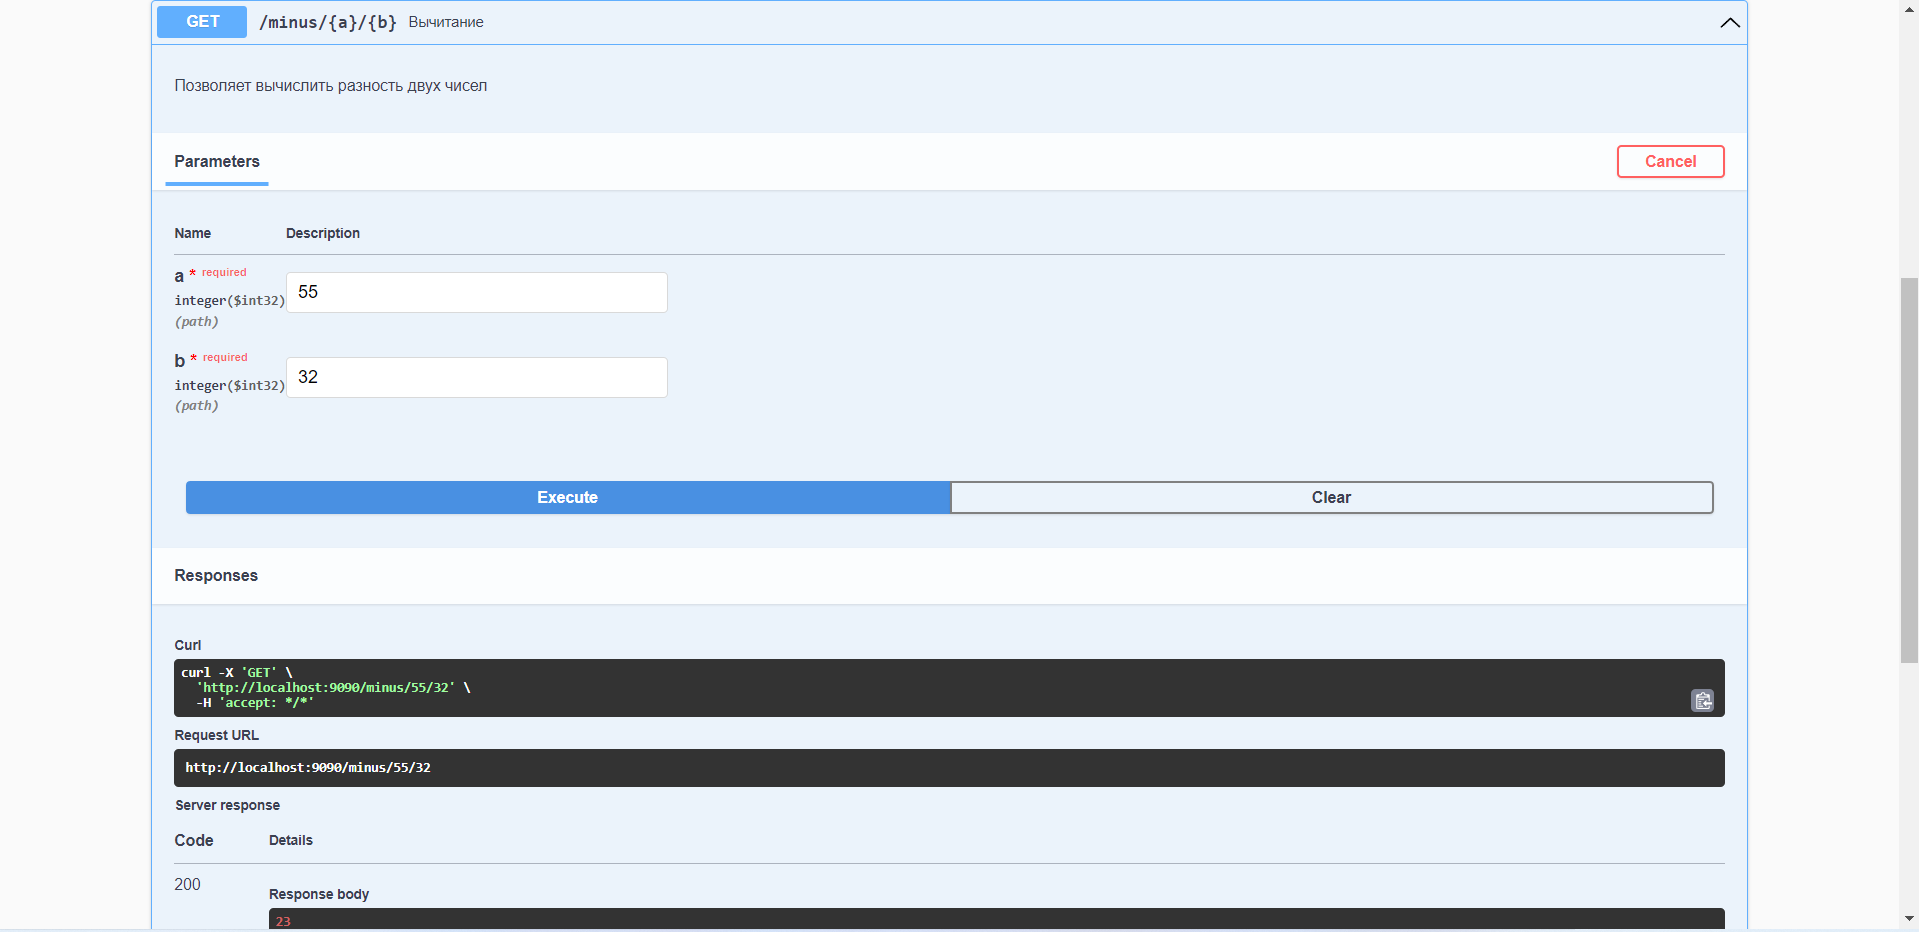 GET /minus/{a}/{b} Вычитание
Позволяет вычислить разность двух чисел
Parameters Cancel
Name Description
a * required
integer($int32) 55
(path)
b * required
integer($int32) 32
(path)
Execute Clear
Responses
Curl
curl -X 'GET' \
'http://localhost:9090/minus/55/32' \
-H 'accept: */*'
Request URL
http://localhost:9090/minus/55/32
Server response
Code Details
200
Response body
23